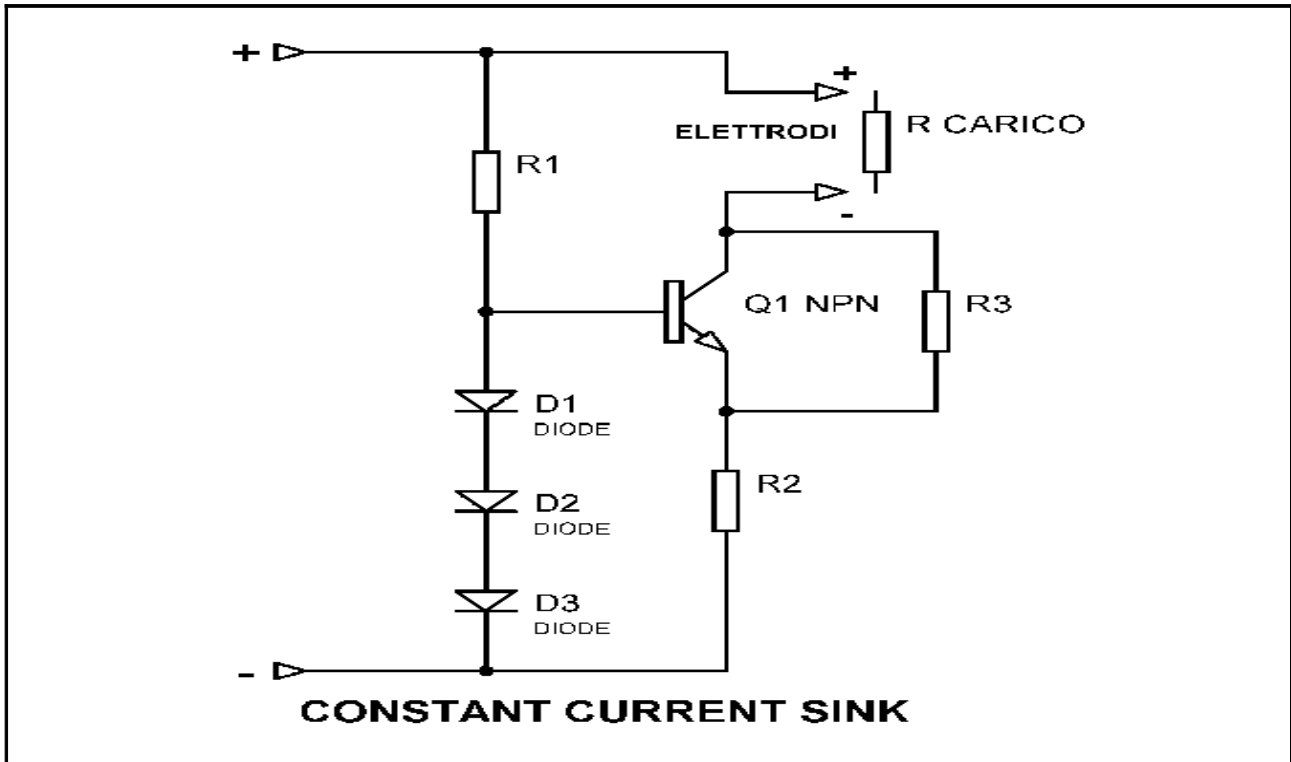 +
+
ELETTRODI
R CARICO
R1
-
Q1 NPN
R3
D1
DIODE
R2
D2
DIODE
D3
DIODE
-
CONSTANT CURRENT SINK